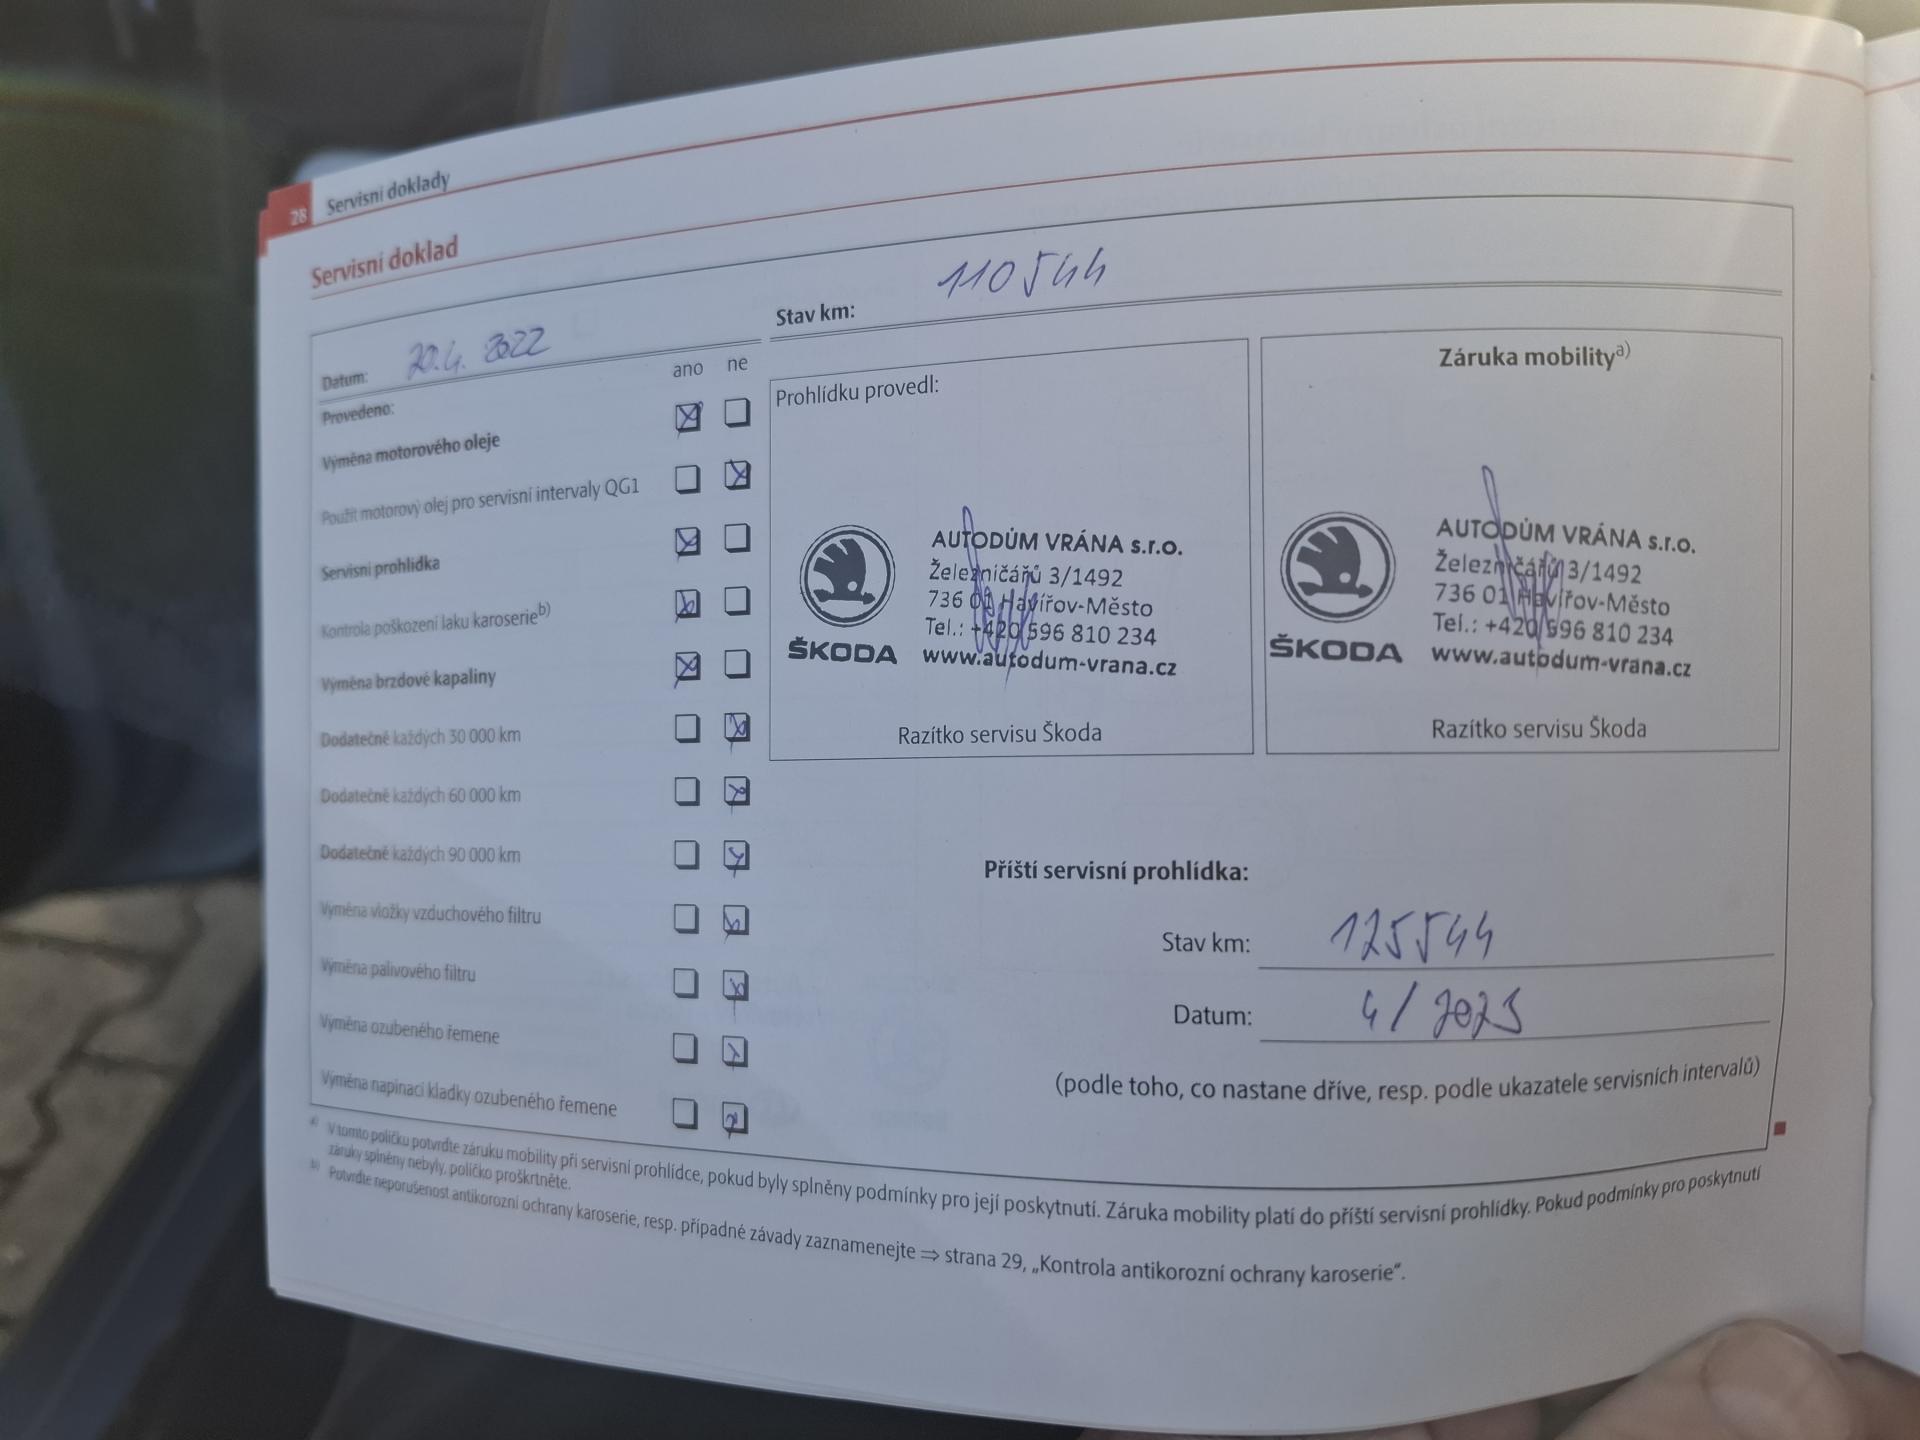 28 Servisní doklady
Servisní doklad
Datum: 20.4. 2022
Stav km: 110544
Provedeno: ano ne
Výměna motorového oleje
Použit motorový olej pro servisní intervaly QG1
Servisní prohlídka
Kontrola poškození laku karoserie b)
Výměna brzdové kapaliny
Dodatečně každých 30 000 km
Dodatečně každých 60 000 km
Dodatečně každých 90 000 km
Výměna vložky vzduchového filtru
Výměna palivového filtru
Výměna ozubeného řemene
Výměna napínací kladky ozubeného řemene
Prohlídku provedl:
AUTODŮM VRÁNA s.r.o.
Železničářů 3/1492
736 01 Havířov-Město
Tel.: +420 596 810 234
www.autodum-vrana.cz
ŠKODA
Razítko servisu Škoda
Záruka mobility a)
AUTODŮM VRÁNA s.r.o.
Železničářů 3/1492
736 01 Havířov-Město
Tel.: +420 596 810 234
www.autodum-vrana.cz
ŠKODA
Razítko servisu Škoda
Příští servisní prohlídka:
Stav km: 125544
Datum: 4/2023
(podle toho, co nastane dříve, resp. podle ukazatele servisních intervalů)
a) V tomto políčku potvrďte záruku mobility při servisní prohlídce, pokud byly splněny podmínky pro její poskytnutí. Záruka mobility platí do příští servisní prohlídky. Pokud podmínky pro poskytnutí
záruky splněny nebyly, políčko proškrtněte.
b) Potvrďte neporušenost antikorozní ochrany karoserie, resp. případné závady zaznamenejte ⇒ strana 29, „Kontrola antikorozní ochrany karoserie“.